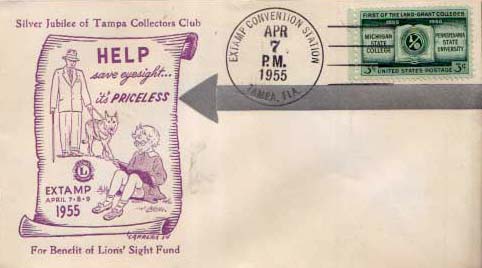 Silver Jubilee of Tampa Collectors Club
HELP
save eyesight...
it's PRICELESS
L
EXTAMP
APRIL 7-8-9
1955
For Benefit of Lions' Sight Fund
EXTAMP CONVENTION STATION
APR
7
P.M.
1955
TAMPA, FLA.
FIRST OF THE LAND-GRANT COLLEGES
1855 1955
MICHIGAN
STATE
COLLEGE
PENNSYLVANIA
STATE
UNIVERSITY
3¢ UNITED STATES POSTAGE 3¢